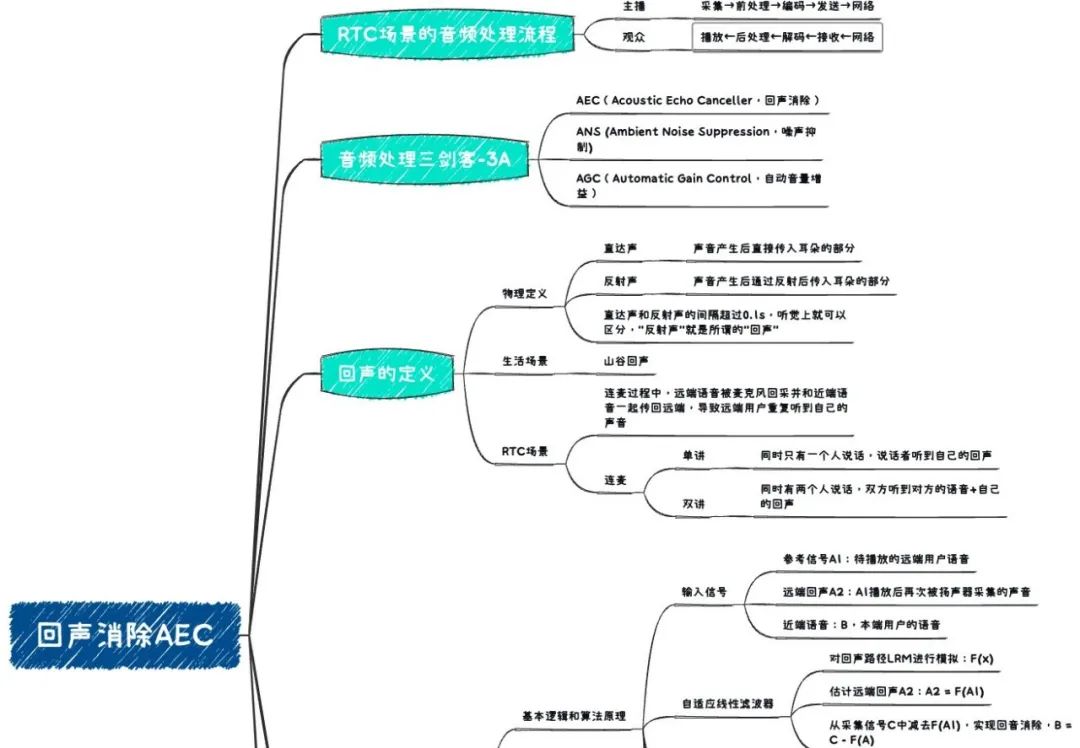 RTC场景的音频处理流程
主播
采集→前处理→编码→发送→网络
观众
播放←后处理←解码←接收←网络
音频处理三剑客-3A
AEC（Acoustic Echo Canceller，回声消除）
ANS (Ambient Noise Suppression，噪声抑
制)
AGC（Automatic Gain Control，自动音量增
益）
回声的定义
物理定义
直达声
声音产生后直接传入耳朵的部分
反射声
声音产生后通过反射后传入耳朵的部分
直达声和反射声的间隔超过0.1s，听觉上就可以
区分，"反射声"就是所谓的"回声"
生活场景
山谷回声
RTC场景
连麦过程中，远端语音被麦克风回采并和近端语
音一起传回远端，导致远端用户重复听到自己的
声音
连麦
单讲
同时只有一个人说话，说话者听到自己的回声
双讲
同时有两个人说话，双方听到对方的语音+自己
的回声
回声消除AEC
基本逻辑和算法原理
输入信号
参考信号A1：待播放的远端用户语音
远端回声A2：A1播放后再次被扬声器采集的声音
近端语音：B，本端用户的语音
自适应线性滤波器
对回声路径LRM进行模拟：F(x)
估计远端回声A2：A2 = F(A1)
从采集信号C中减去F(A1)，实现回音消除，B =
C - F(A)